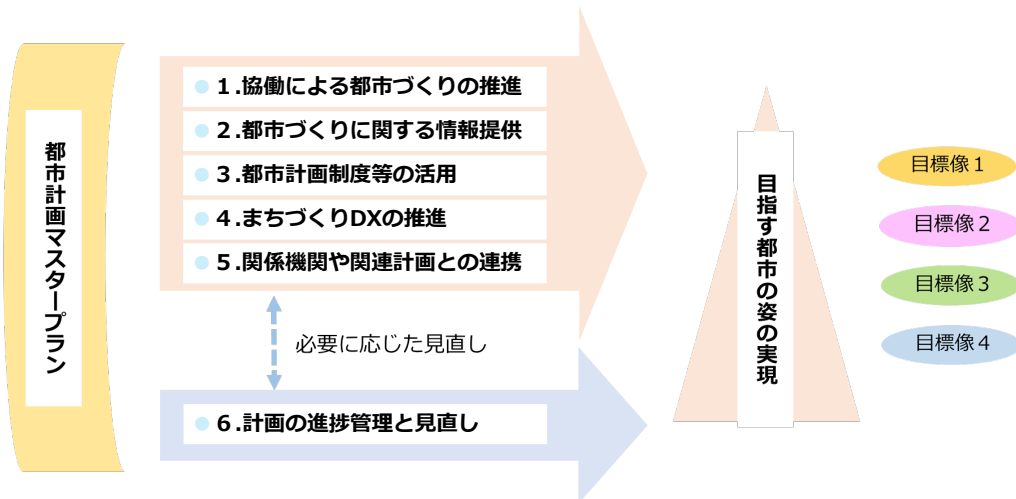 都市計画マスタープラン
１.協働による都市づくりの推進
２.都市づくりに関する情報提供
３.都市計画制度等の活用
４.まちづくりDXの推進
５.関係機関や関連計画との連携
必要に応じた見直し
６.計画の進捗管理と見直し
目指す都市の姿の実現
目標像１
目標像２
目標像３
目標像４